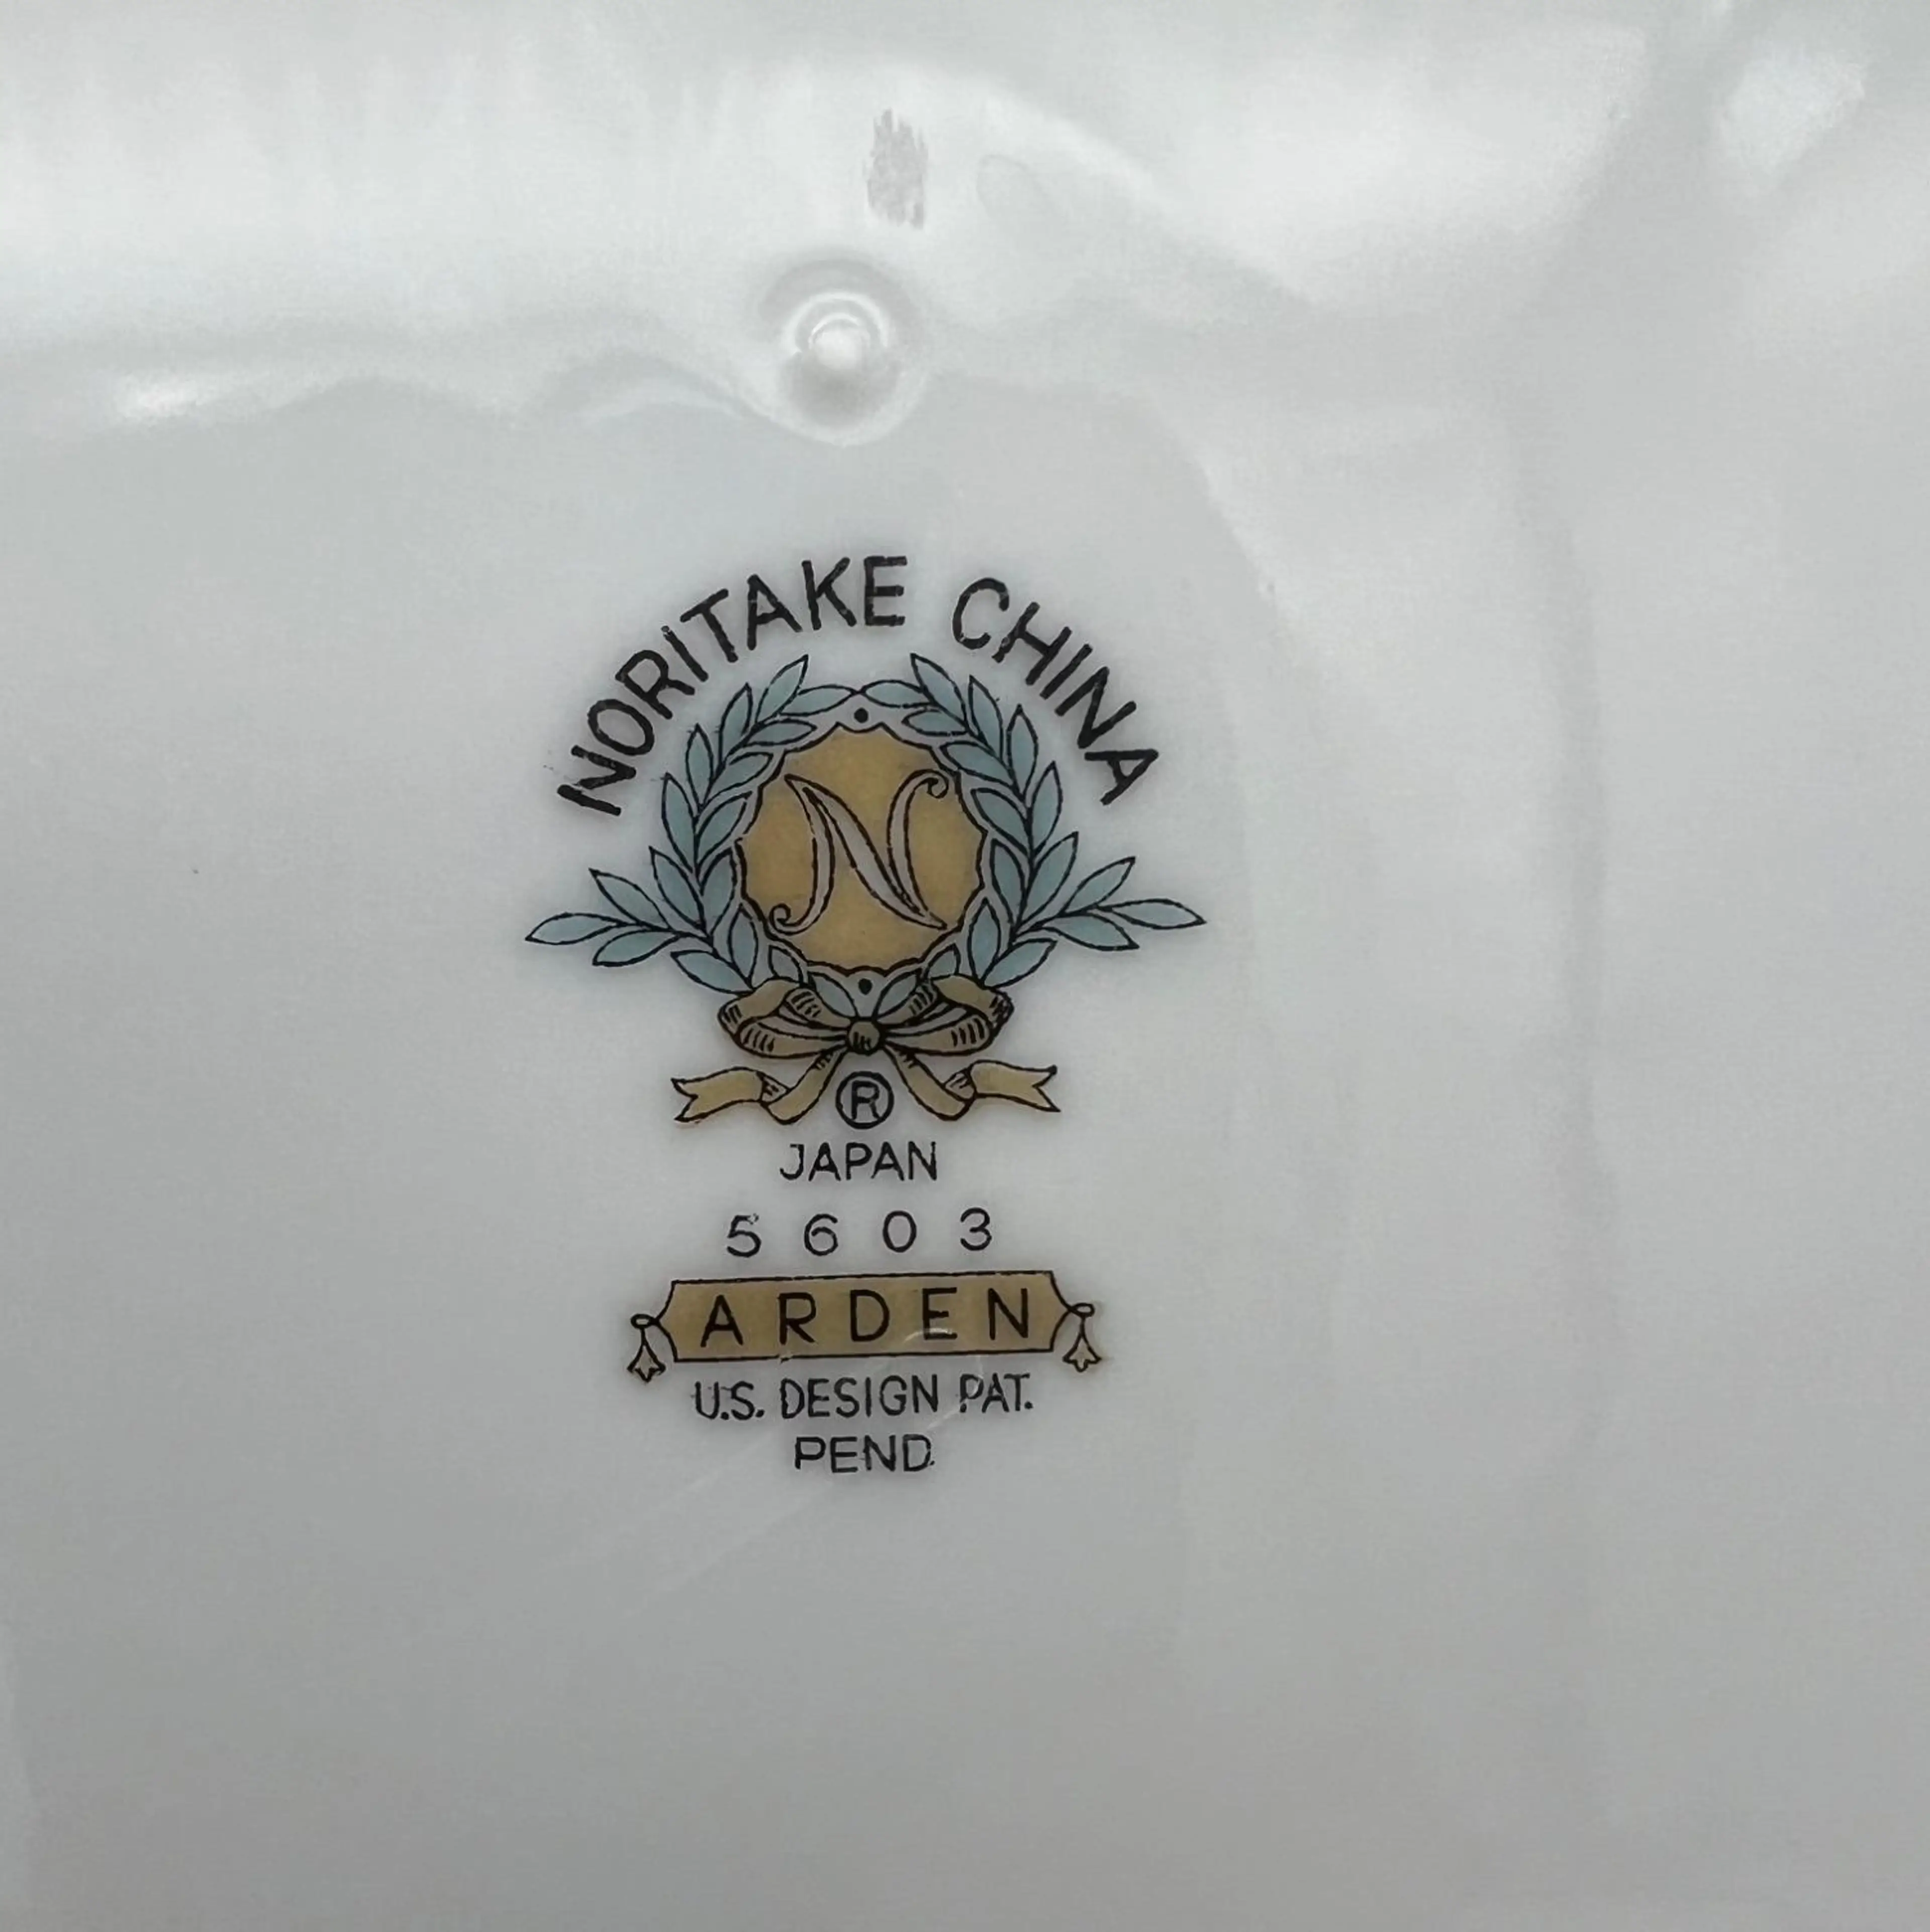 NORITAKE CHINA
N
®
JAPAN
5603
ARDEN
U.S. DESIGN PAT.
PEND.